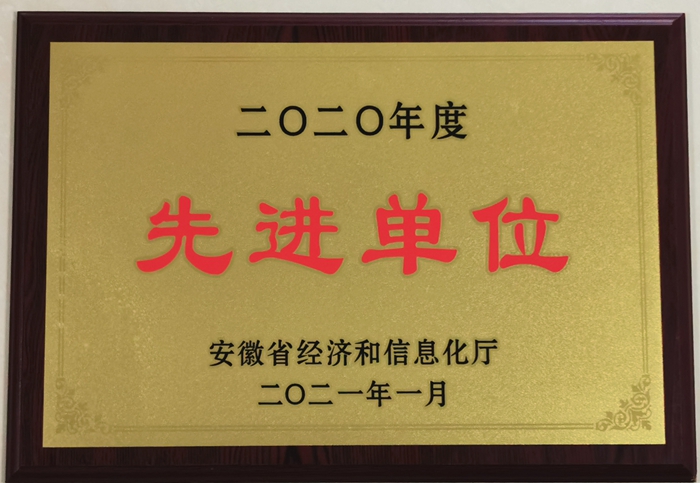 二〇二〇年度
先进单位
安徽省经济和信息化厅
二〇二一年一月